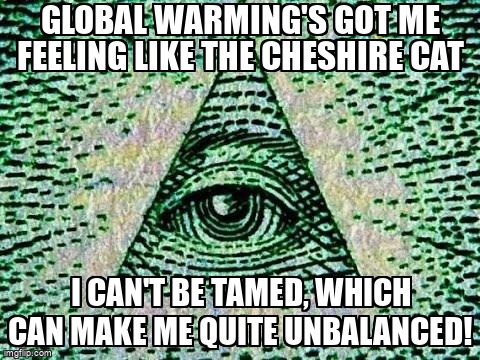 GLOBAL WARMING'S GOT ME
FEELING LIKE THE CHESHIRE CAT
I CAN'T BE TAMED, WHICH
CAN MAKE ME QUITE UNBALANCED!
imgflip.com